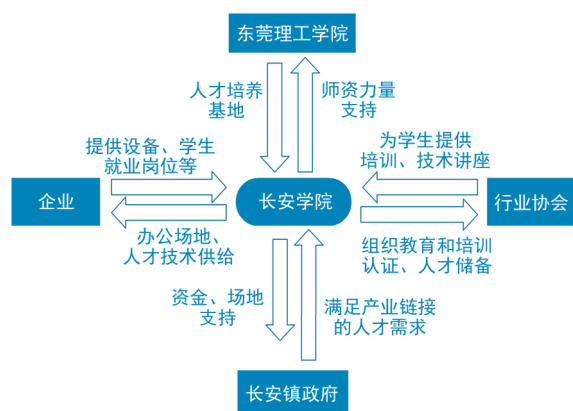 东莞理工学院
人才培养
基地
师资力量
支持
提供设备、学生
就业岗位等
为学生提供
培训、技术讲座
企业
长安学院
行业协会
办公场地、
人才技术供给
组织教育和培训
认证、人才储备
资金、场地
支持
满足产业链接
的人才需求
长安镇政府